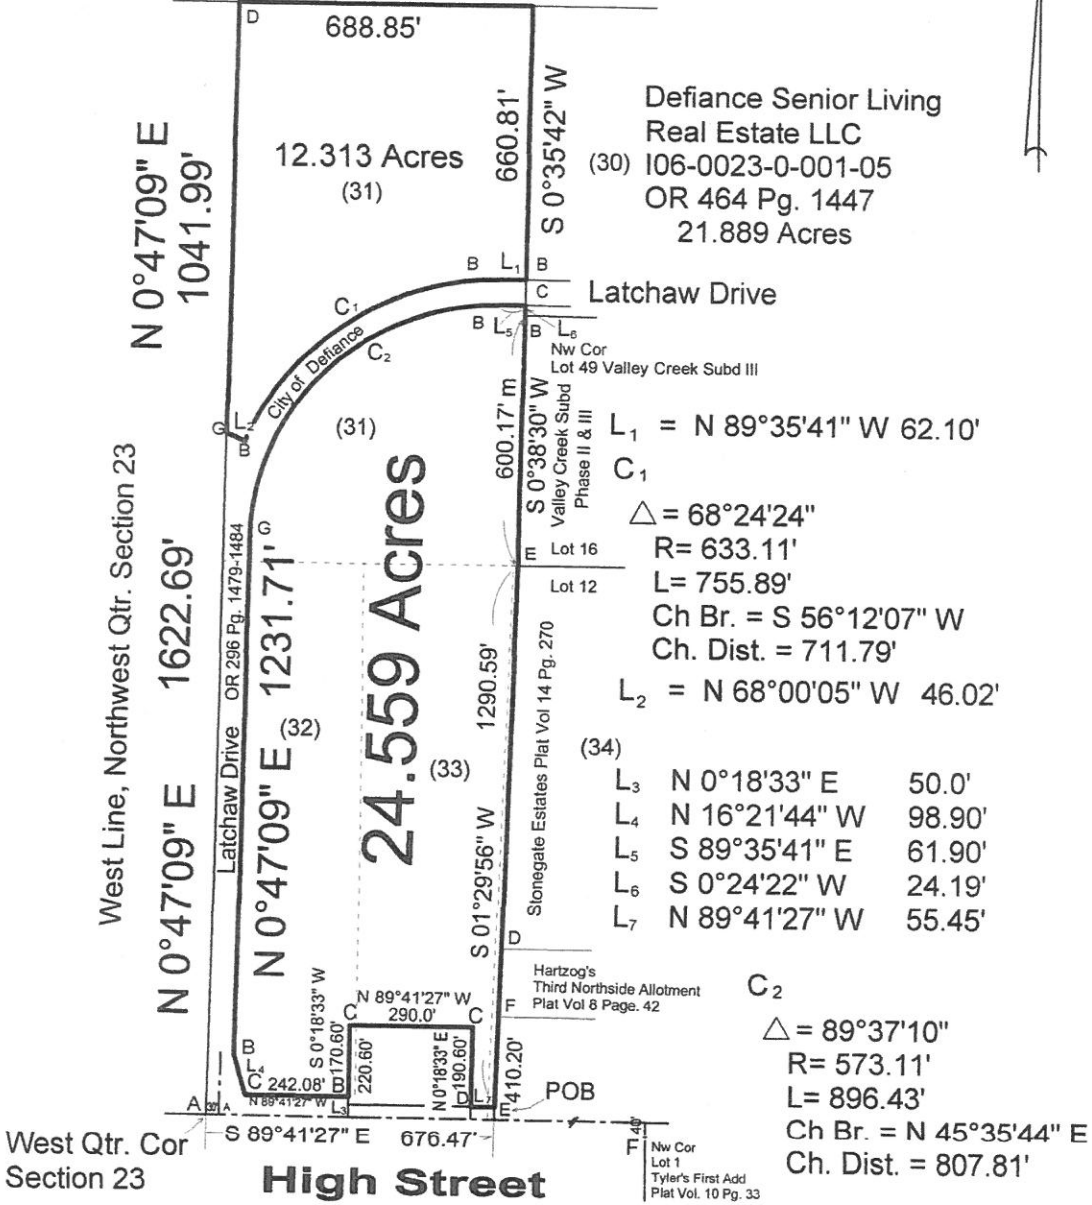 D
688.85'
N 0°47'09" E
1041.99'
12.313 Acres
(31)
660.81'
S 0°35'42" W
Defiance Senior Living
Real Estate LLC
(30) I06-0023-0-001-05
OR 464 Pg. 1447
21.889 Acres
B L₁ B
C
Latchaw Drive
C₁
City of Defiance
C₂
B L₅ B L₆
Nw Cor
Lot 49 Valley Creek Subd III
G L₂
B
(31)
600.17' m
S 0°38'30" W
Valley Creek Subd
Phase II & III
L₁ = N 89°35'41" W 62.10'
C₁
△ = 68°24'24"
R= 633.11'
L= 755.89'
Ch Br. = S 56°12'07" W
Ch. Dist. = 711.79'
L₂ = N 68°00'05" W 46.02'
West Line, Northwest Qtr. Section 23
N 0°47'09" E 1622.69'
Latchaw Drive OR 296 Pg. 1479-1484
G
N 0°47'09" E 1231.71'
24.559 Acres
E Lot 16
Lot 12
(32)
(33)
1290.59'
S 01°29'56" W
Stonegate Estates Plat Vol 14 Pg. 270
(34)
L₃ N 0°18'33" E 50.0'
L₄ N 16°21'44" W 98.90'
L₅ S 89°35'41" E 61.90'
L₆ S 0°24'22" W 24.19'
L₇ N 89°41'27" W 55.45'
D
Hartzog's
Third Northside Allotment
Plat Vol 8 Page. 42
F
C₂
△ = 89°37'10"
R= 573.11'
L= 896.43'
Ch Br. = N 45°35'44" E
Ch. Dist. = 807.81'
N 89°41'27" W
C 290.0' C
S 0°18'33" W
170.60'
220.60'
N 0°18'33" E
190.60'
410.20'
B
L₄
C 242.08' B
N 89°41'27" W L₃
D L₇ E
POB
A A
S 89°41'27" E 676.47'
West Qtr. Cor
Section 23
High Street
40'
F Nw Cor
Lot 1
Tyler's First Add
Plat Vol. 10 Pg. 33